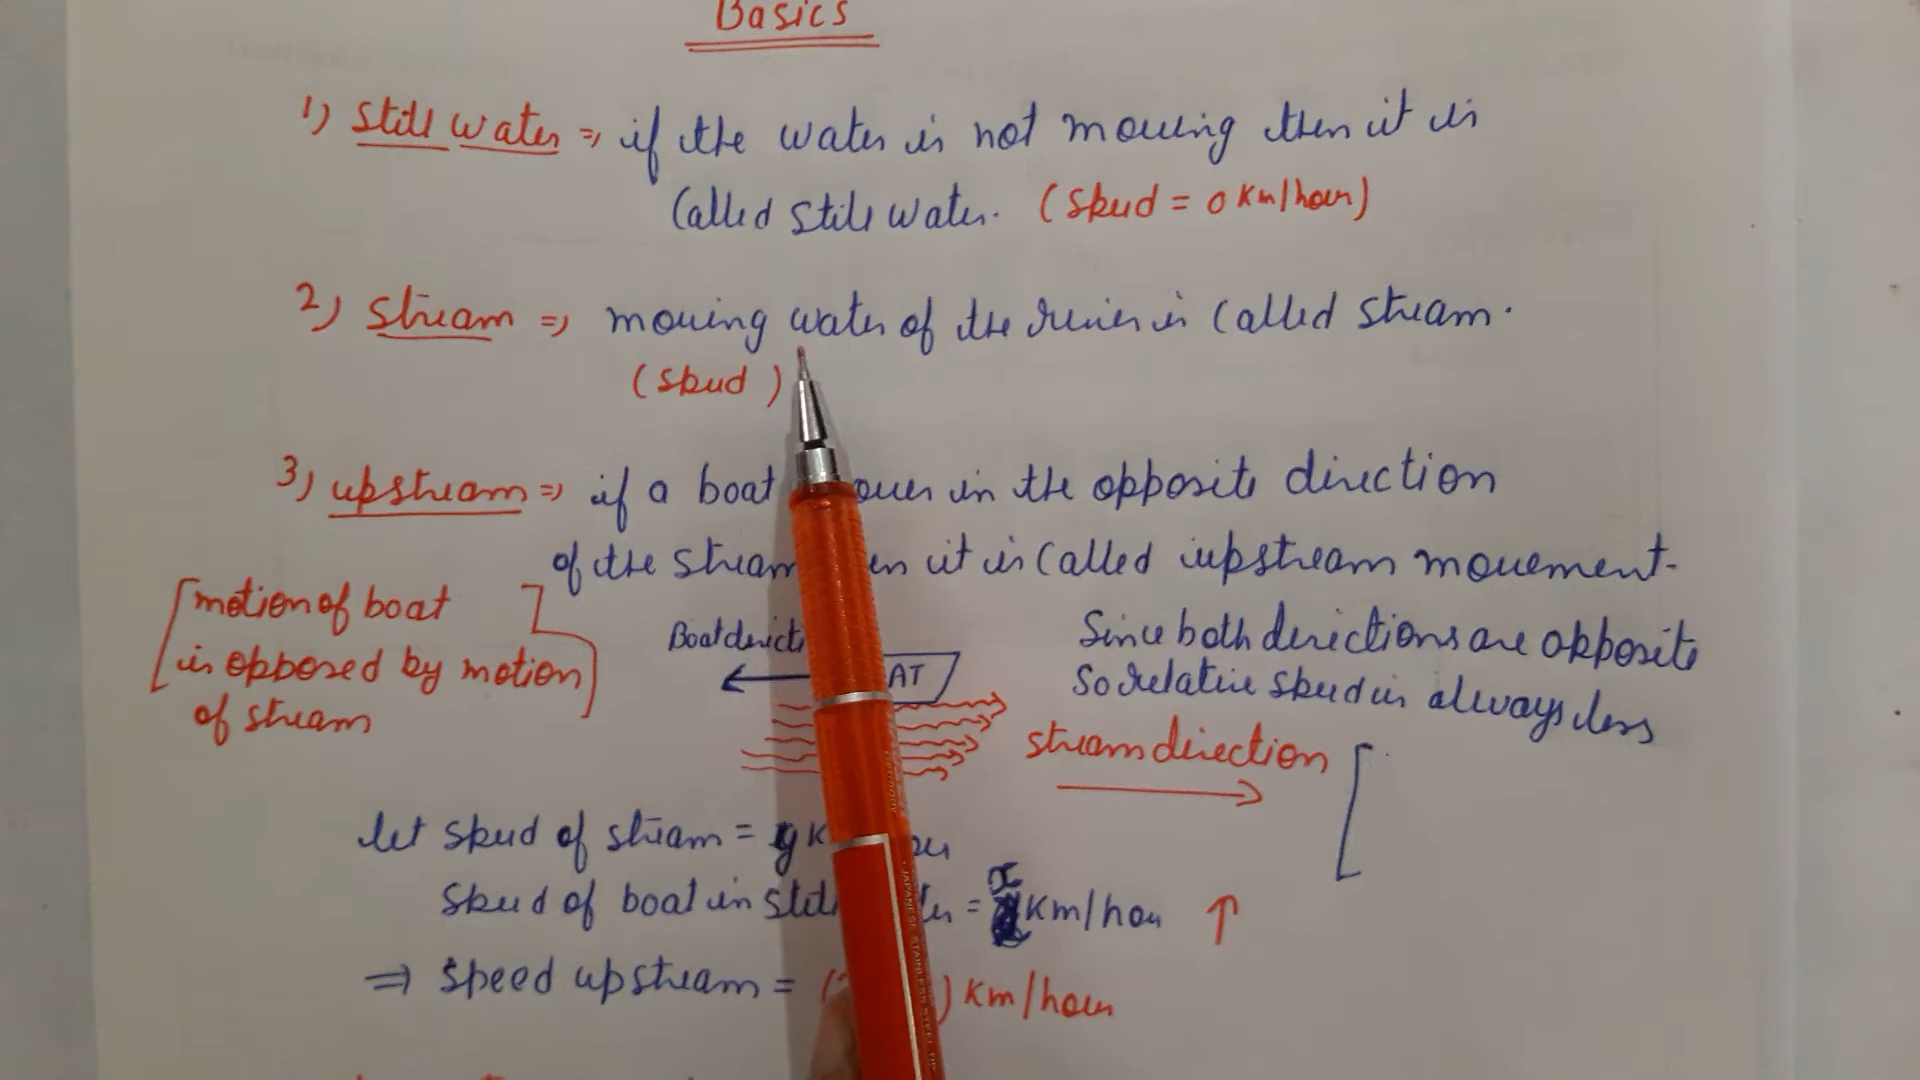 Basics
1) Still water ⇒ if the water is not moving then it is
Called Still water. (Speed = 0 Km/hour)
2) Stream ⇒ moving water of the river is called stream.
(Speed )
3) upstream ⇒ if a boat in the opposite direction
of the stream it is called upstream movement.
[motion of boat
is opposed by motion
of stream]
Boat
AT
Since both directions are opposite
So relative speed is always less
stream direction
let speed of stream = y
Speed of boat in still = x Km/hour ↑
⇒ Speed upstream = ( ) Km/hour